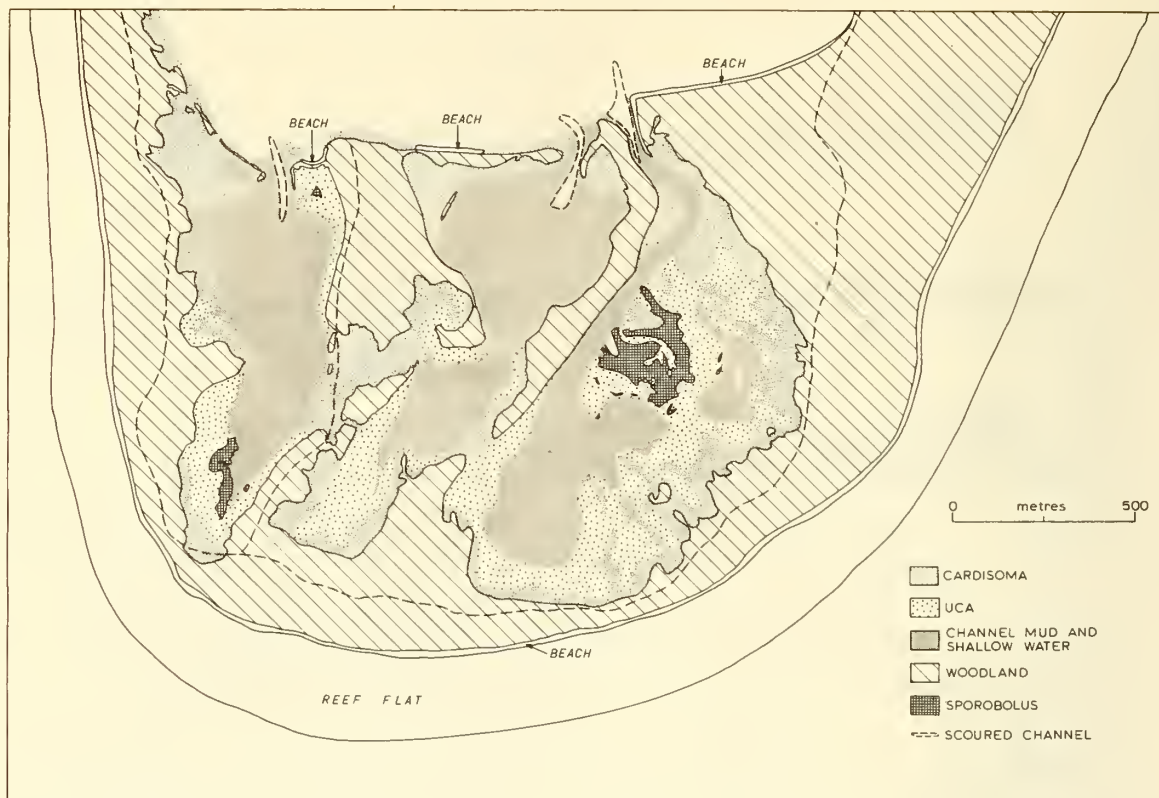 BEACH
BEACH
BEACH
BEACH
REEF FLAT
0 metres 500
CARDISOMA
UCA
CHANNEL MUD AND
SHALLOW WATER
WOODLAND
SPOROBOLUS
SCOURED CHANNEL